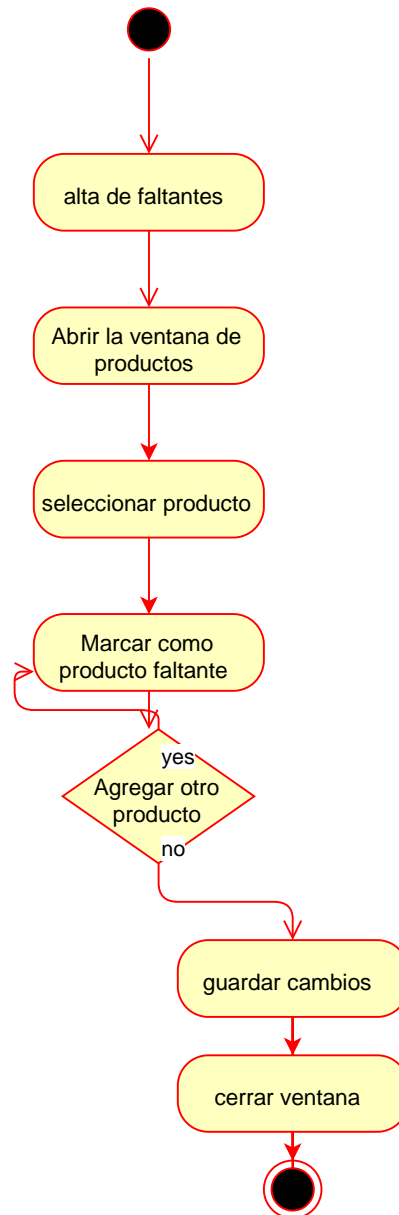 alta de faltantes
Abrir la ventana de
productos
seleccionar producto
Marcar como
producto faltante
yes
Agregar otro
producto
no
guardar cambios
cerrar ventana